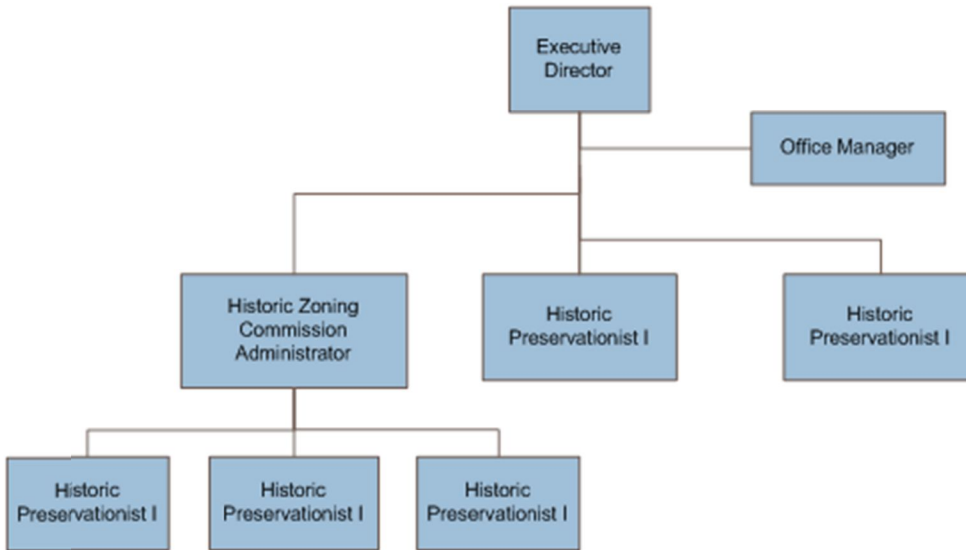 Executive
Director
Office Manager
Historic Zoning
Commission
Administrator
Historic
Preservationist I
Historic
Preservationist I
Historic
Preservationist I
Historic
Preservationist I
Historic
Preservationist I